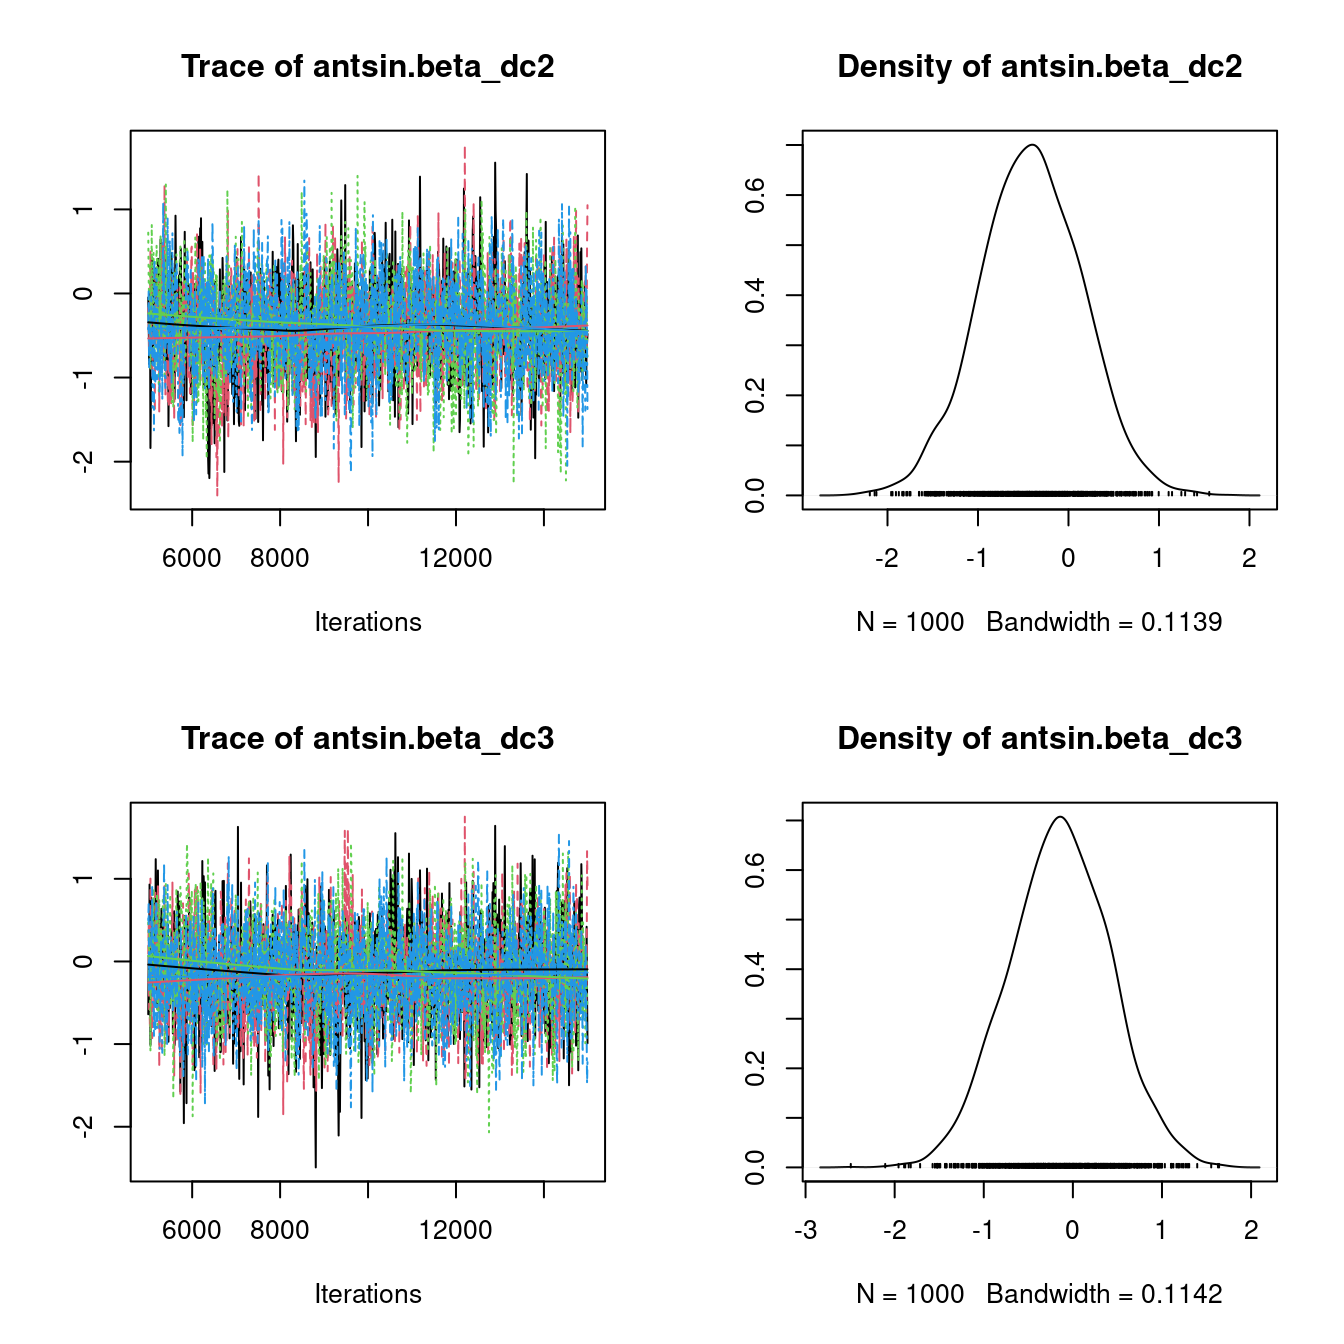 Trace of antsin.beta_dc2
1
0
-1
-2
6000 8000 12000
Iterations
Density of antsin.beta_dc2
0.6
0.4
0.2
0.0
-2 -1 0 1 2
N = 1000 Bandwidth = 0.1139
Trace of antsin.beta_dc3
1
0
-1
-2
6000 8000 12000
Iterations
Density of antsin.beta_dc3
0.6
0.4
0.2
0.0
-3 -2 -1 0 1 2
N = 1000 Bandwidth = 0.1142